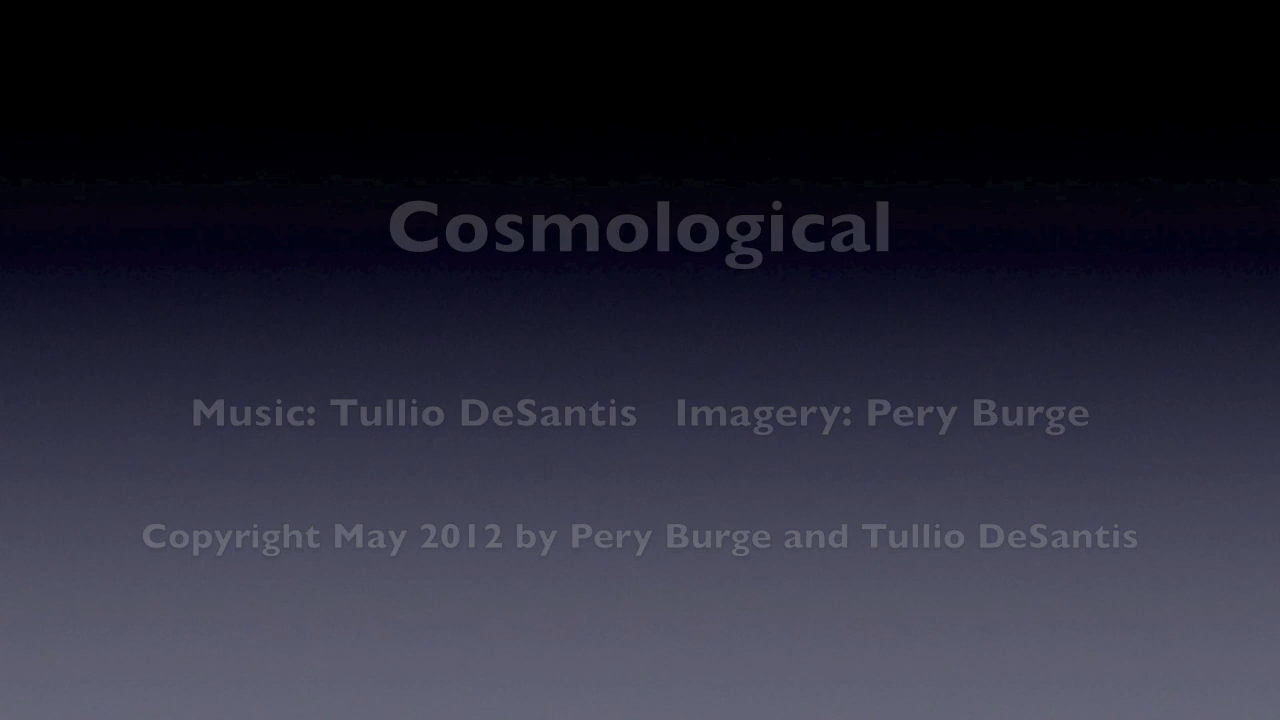 Cosmological
Music: Tullio DeSantis   Imagery: Pery Burge
Copyright May 2012 by Pery Burge and Tullio DeSantis